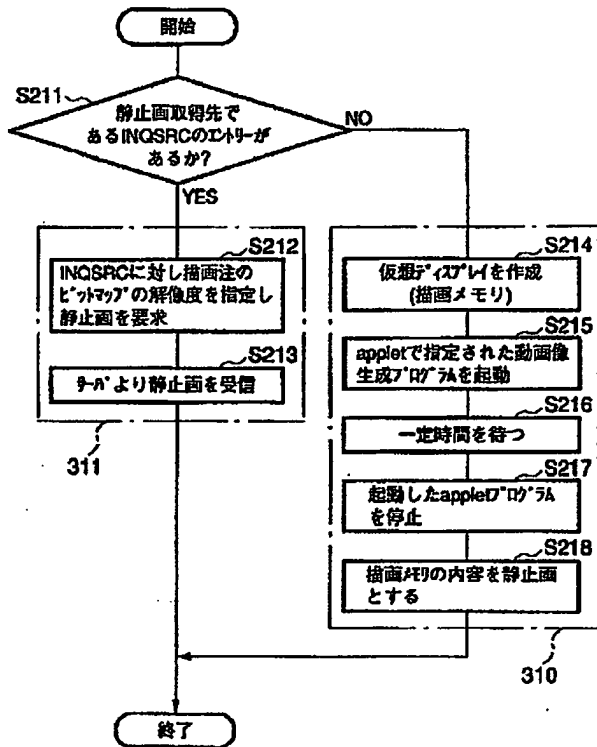 開始
S211
静止画取得先で
あるINQSRCのエントリーが
あるか?
NO
YES
S212
INQSRCに対し描画注の
ビットマップの解像度を指定し
静止画を要求
S213
サーバより静止画を受信
311
S214
仮想ディスプレイを作成
(描画メモリ)
S215
appletで指定された動画像
生成プログラムを起動
S216
一定時間を待つ
S217
起動したappletプログラム
を停止
S218
描画メモリの内容を静止画
とする
310
終了